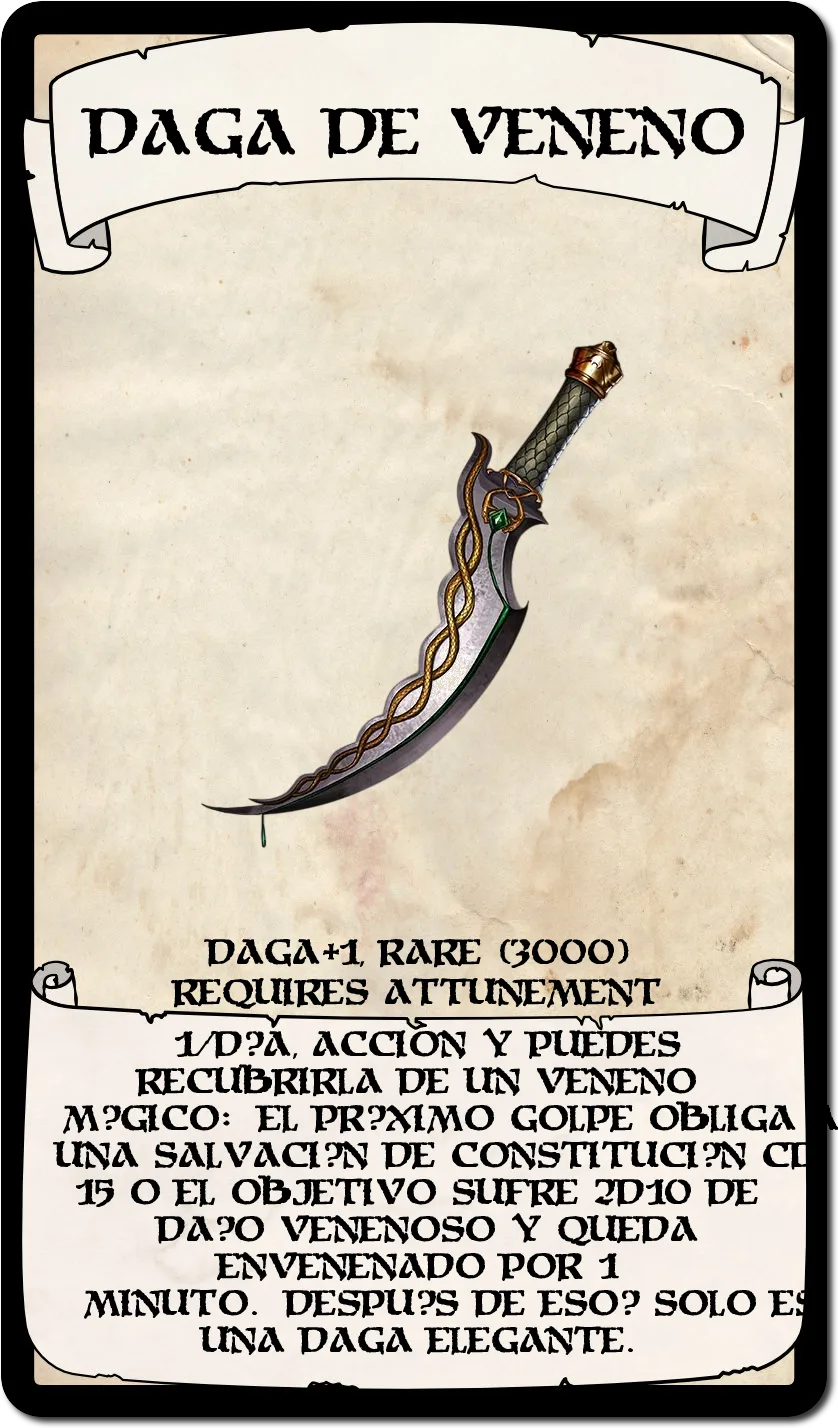 DAGA DE VENENO
DAGA+1, RARE (3000)
REQUIRES ATTUNEMENT
1/D?A, ACCIÓN Y PUEDES
RECUBRIRLA DE UN VENENO
M?GICO: EL PR?XIMO GOLPE OBLIGA A
UNA SALVACI?N DE CONSTITUCI?N CD
15 O EL OBJETIVO SUFRE 2D10 DE
DA?O VENENOSO Y QUEDA
ENVENENADO POR 1
MINUTO. DESPU?S DE ESO? SOLO ES
UNA DAGA ELEGANTE.